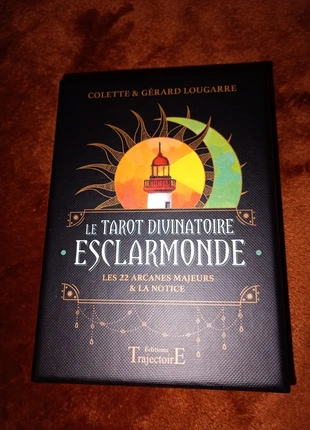 COLETTE & GÉRARD LOUGARRE
LE TAROT DIVINATOIRE
ESCLARMONDE
LES 22 ARCANES MAJEURS
& LA NOTICE
Éditions
TrajectoirE